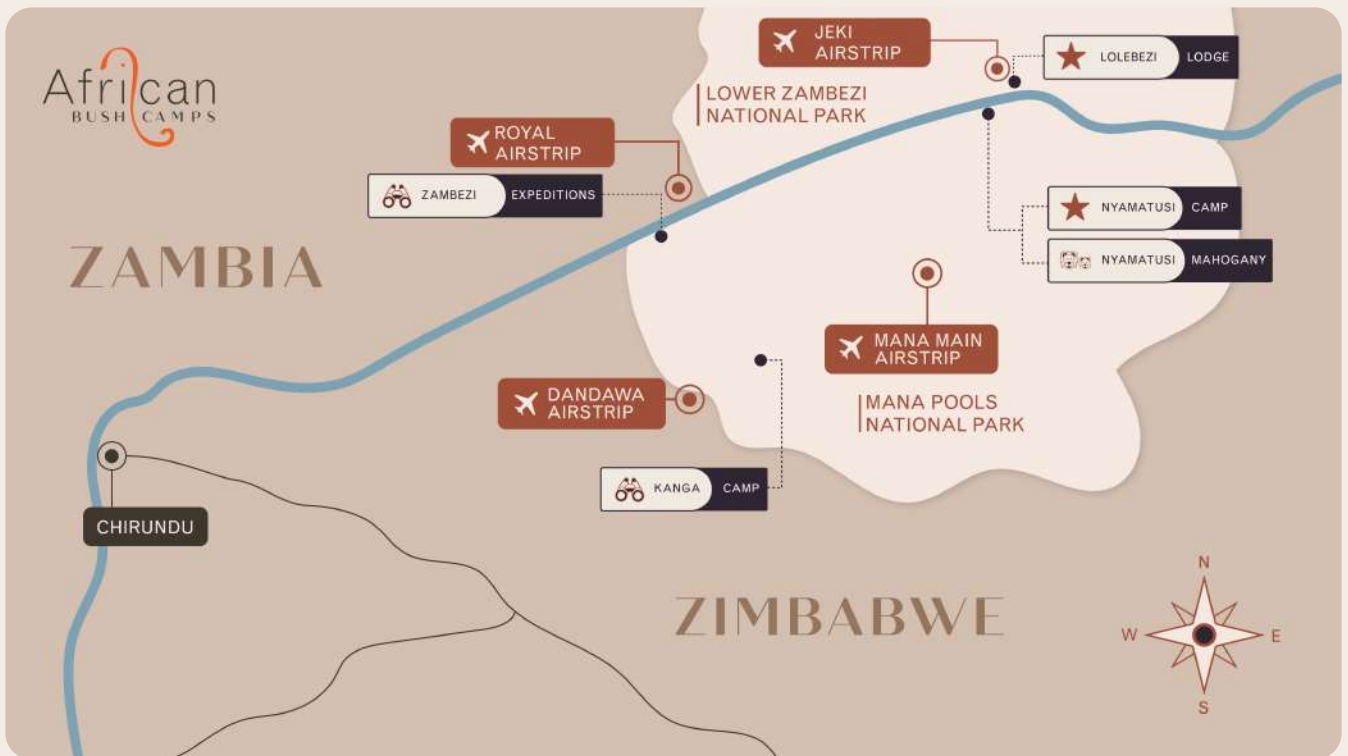 African
BUSH CAMPS
JEKI
AIRSTRIP
LOLEBEZI LODGE
LOWER ZAMBEZI
NATIONAL PARK
ROYAL
AIRSTRIP
ZAMBEZI EXPEDITIONS
NYAMATUSI CAMP
NYAMATUSI MAHOGANY
ZAMBIA
MANA MAIN
AIRSTRIP
DANDAWA
AIRSTRIP
MANA POOLS
NATIONAL PARK
KANGA CAMP
CHIRUNDU
ZIMBABWE
N
W E
S